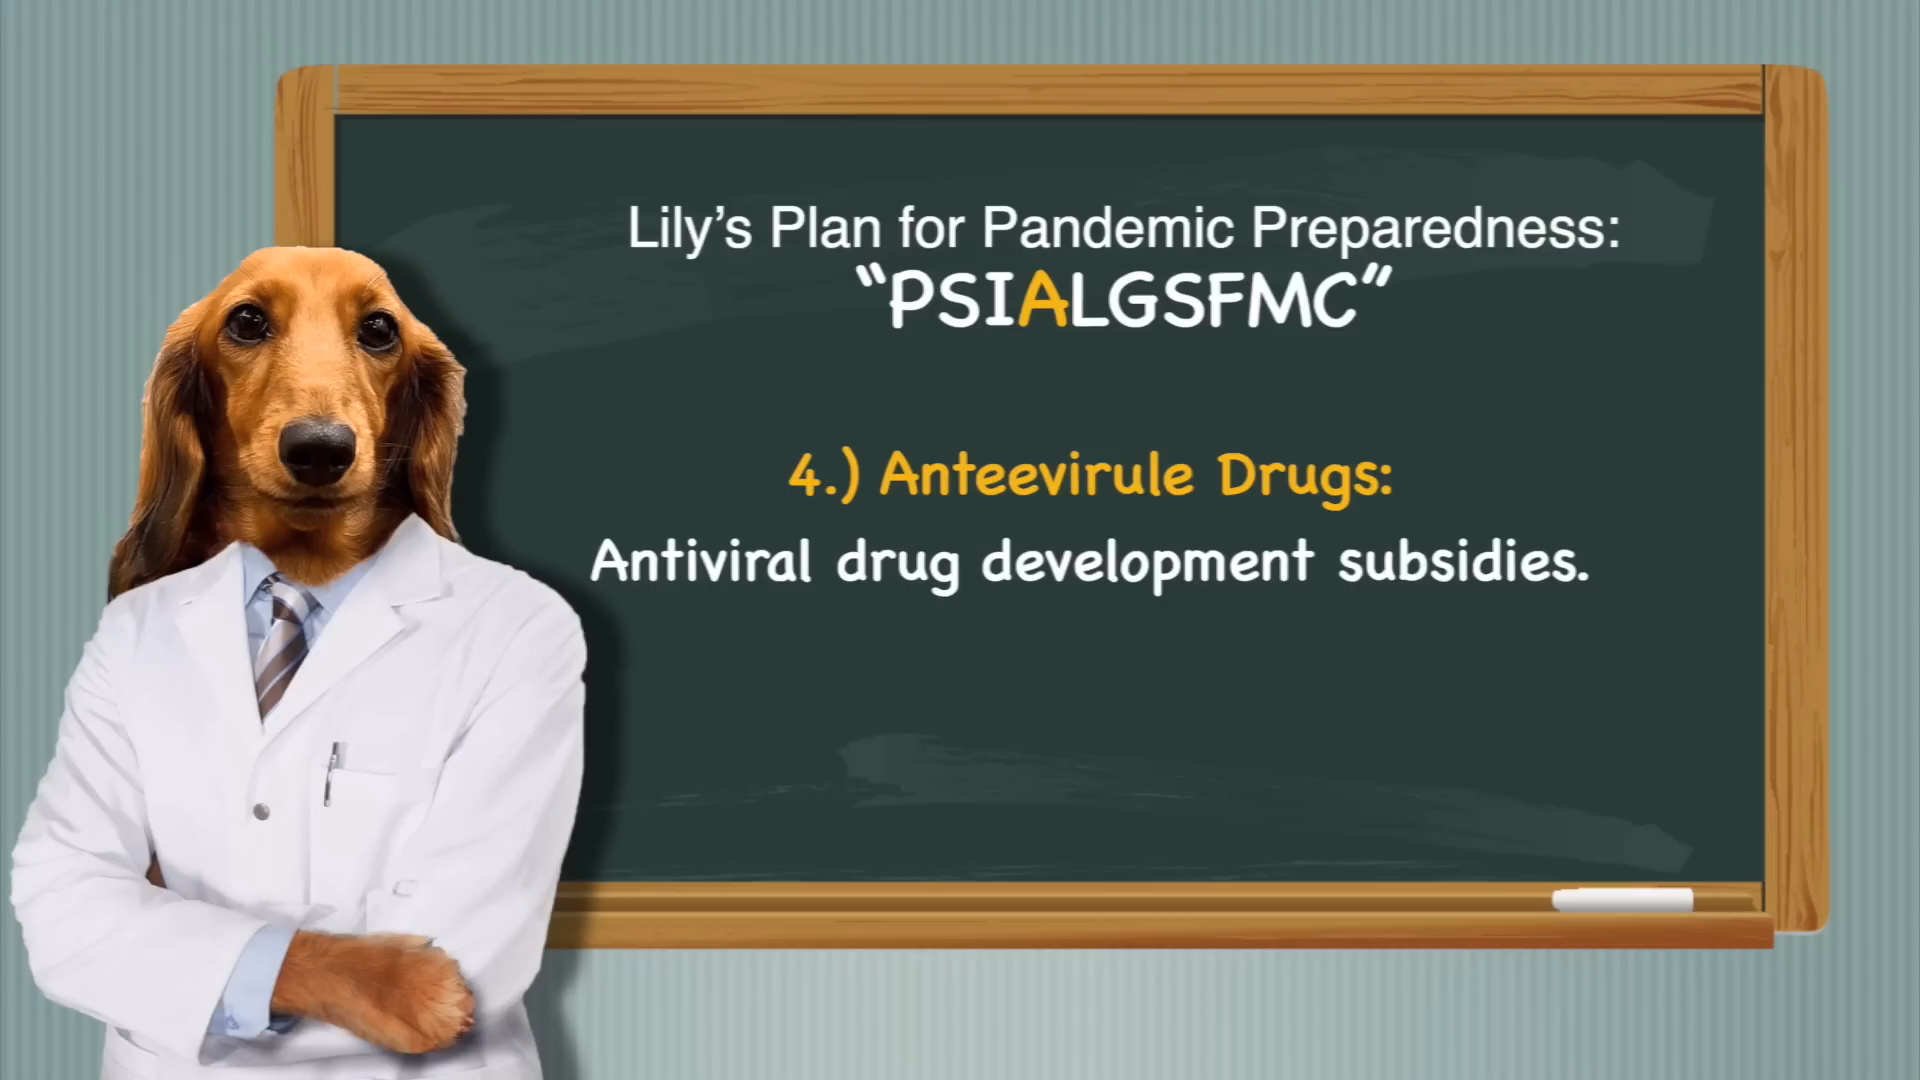 Lily’s Plan for Pandemic Preparedness:
“PSIALGSFMC”
4.) Anteevirule Drugs:
Antiviral drug development subsidies.